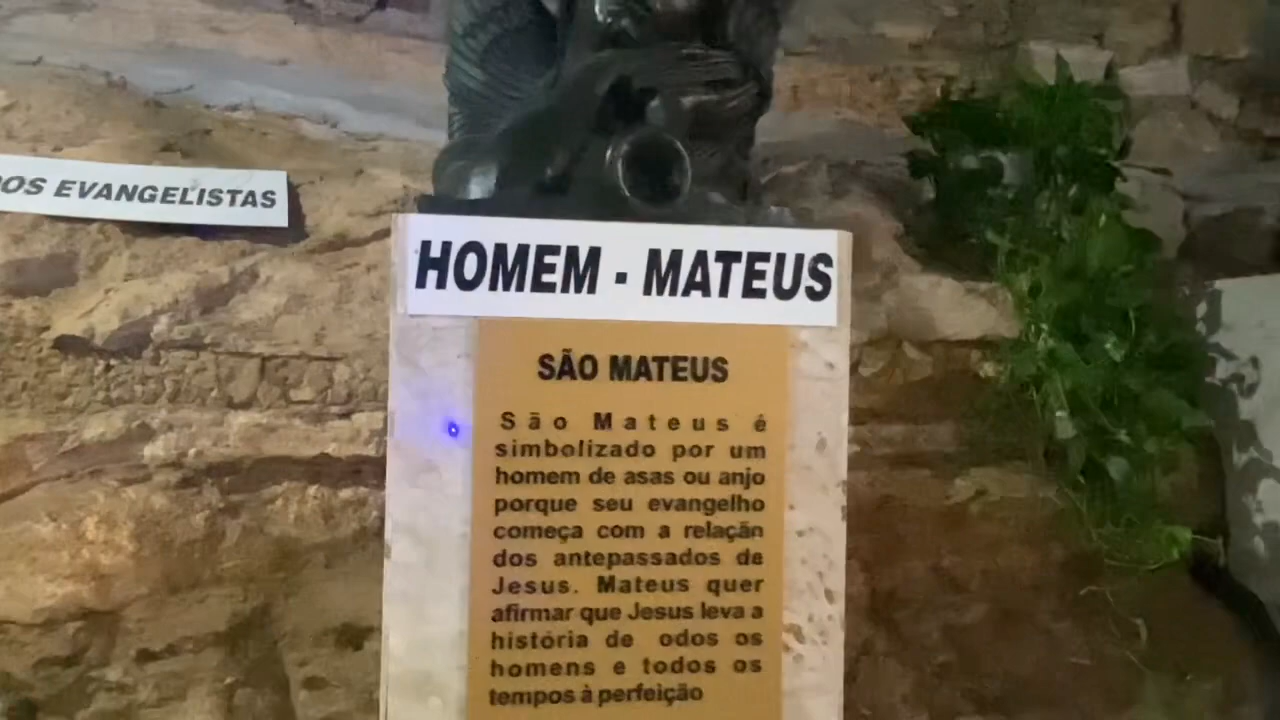 OS EVANGELISTAS
HOMEM - MATEUS
SÃO MATEUS
São Mateus é
simbolizado por um
homem de asas ou anjo
porque seu evangelho
começa com a relação
dos antepassados de
Jesus. Mateus quer
afirmar que Jesus leva a
história de odos os
homens e todos os
tempos à perfeição